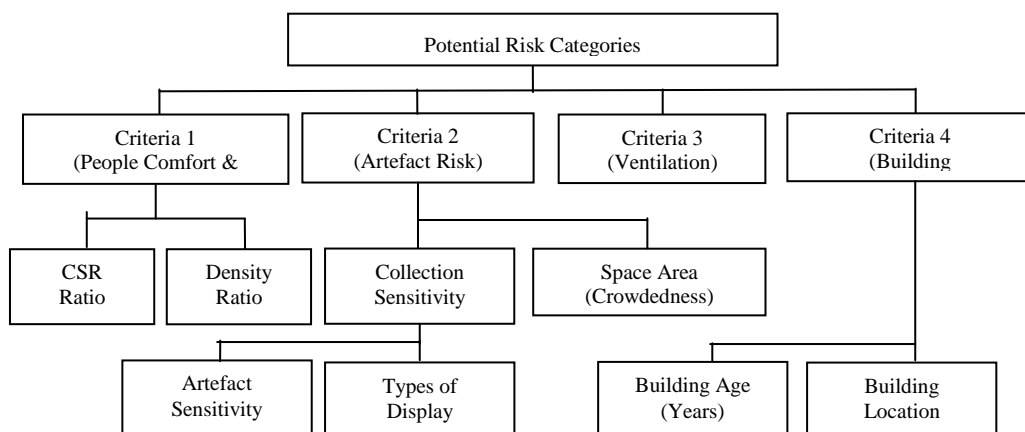 Potential Risk Categories
Criteria 1
(People Comfort &
Criteria 2
(Artefact Risk)
Criteria 3
(Ventilation)
Criteria 4
(Building
CSR
Ratio
Density
Ratio
Collection
Sensitivity
Space Area
(Crowdedness)
Artefact
Sensitivity
Types of
Display
Building Age
(Years)
Building
Location